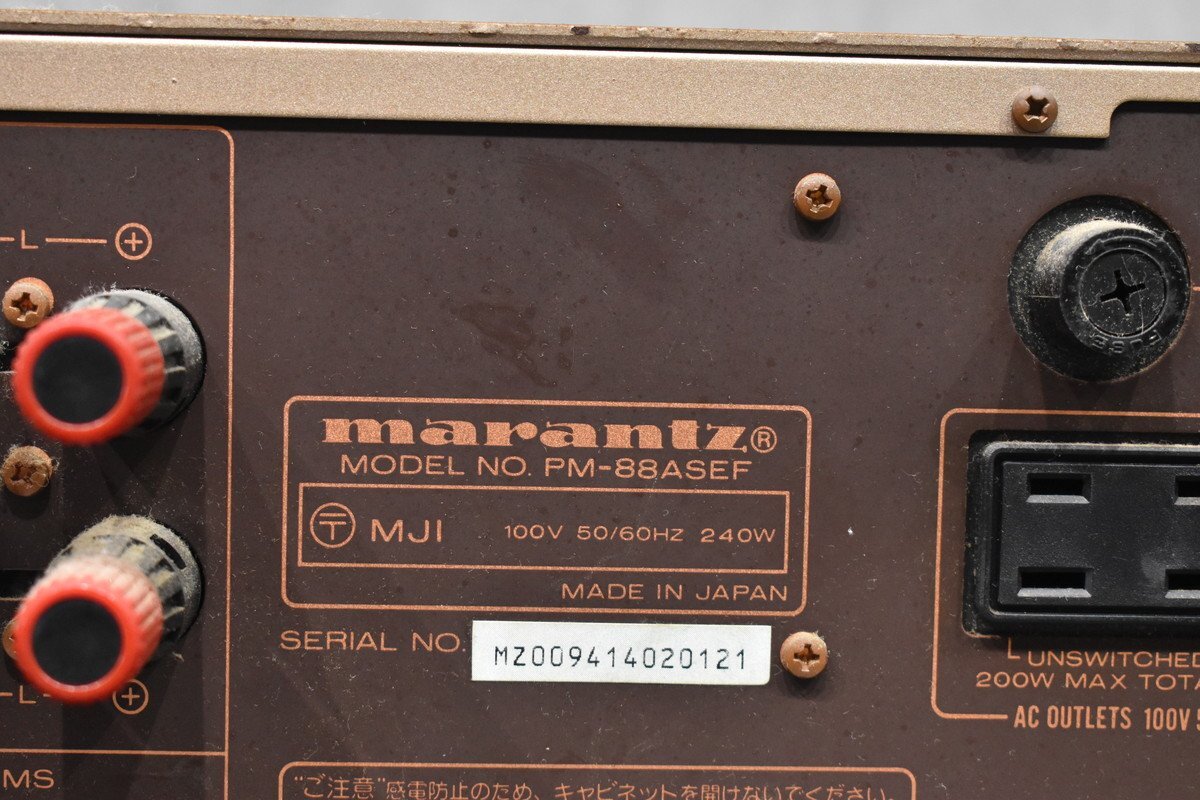 L
⊕
marantz®
MODEL NO. PM-88ASEF
〒 MJI 100V 50/60HZ 240W
MADE IN JAPAN
SERIAL NO. MZ009414020121
UNSWITCHED
200W MAX
AC OUTLETS 100V
L
⊕
"ご注意"感電防止のため、キャビネットを開けないでください。